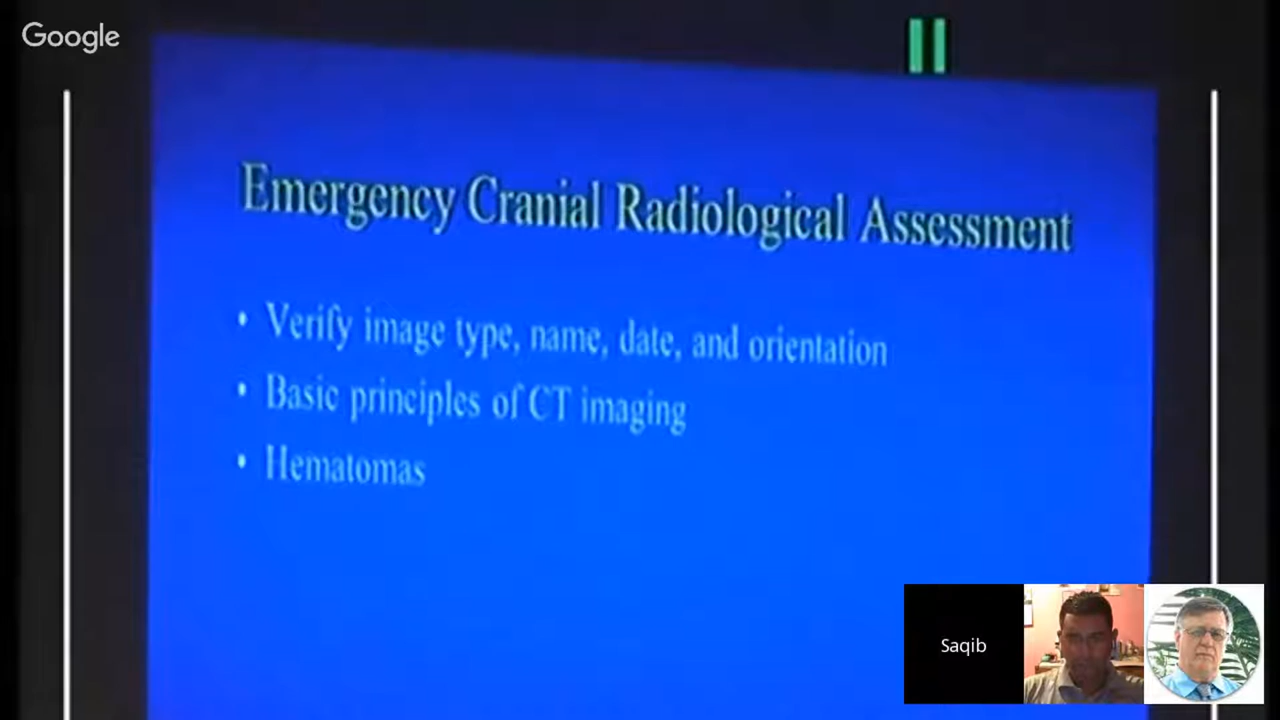 Google
Emergency Cranial Radiological Assessment
• Verify image type, name, date, and orientation
• Basic principles of CT imaging
• Hematomas
Saqib